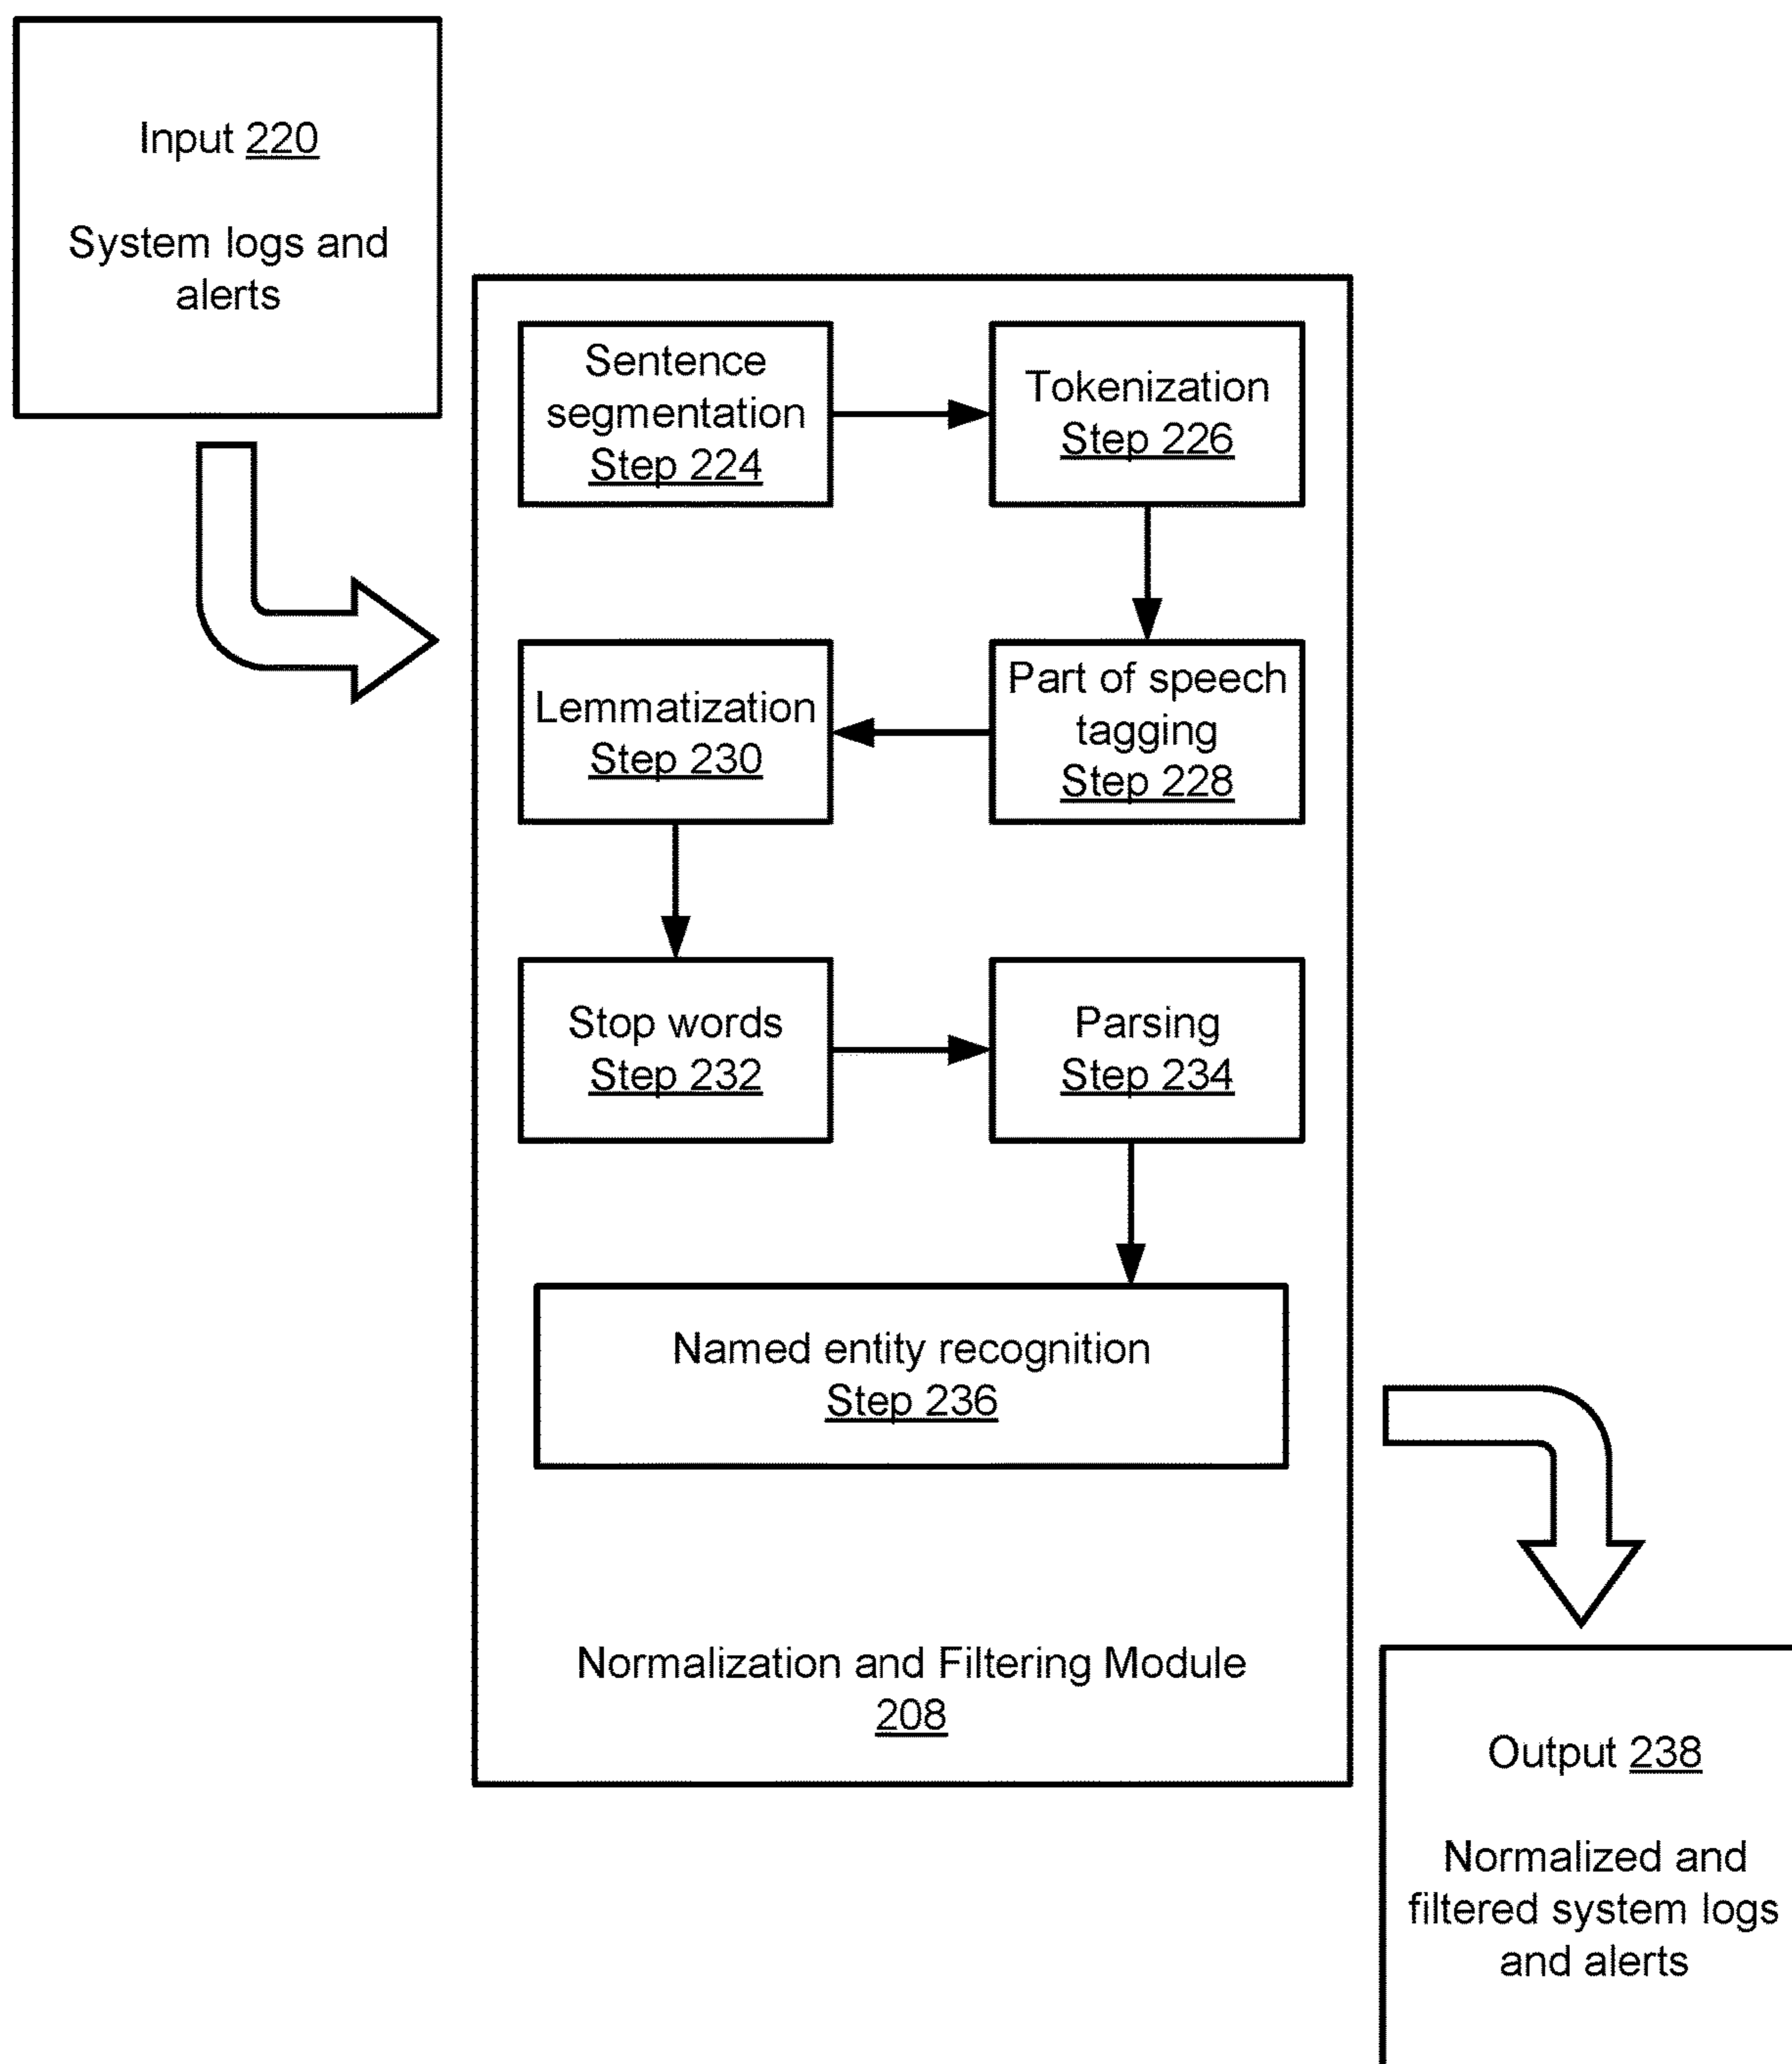 Input 220
System logs and
alerts
Sentence
segmentation
Step 224
Tokenization
Step 226
Part of speech
tagging
Step 228
Lemmatization
Step 230
Stop words
Step 232
Parsing
Step 234
Named entity recognition
Step 236
Normalization and Filtering Module
208
Output 238
Normalized and
filtered system logs
and alerts